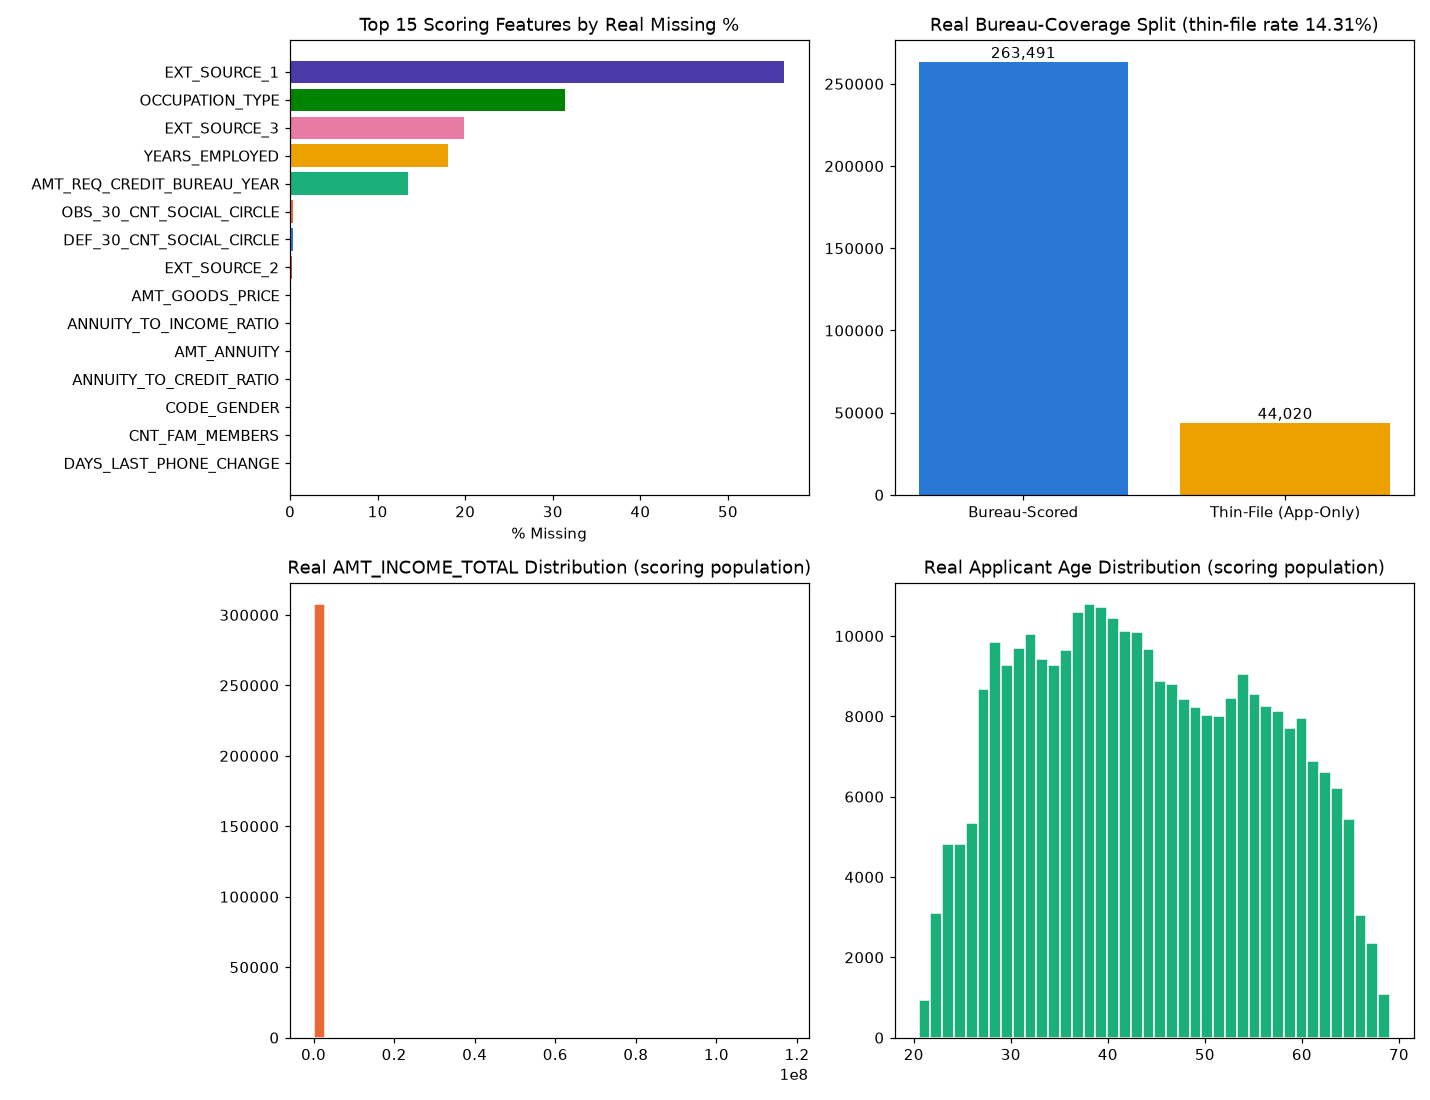 Top 15 Scoring Features by Real Missing %
EXT_SOURCE_1
OCCUPATION_TYPE
EXT_SOURCE_3
YEARS_EMPLOYED
AMT_REQ_CREDIT_BUREAU_YEAR
OBS_30_CNT_SOCIAL_CIRCLE
DEF_30_CNT_SOCIAL_CIRCLE
EXT_SOURCE_2
AMT_GOODS_PRICE
ANNUITY_TO_INCOME_RATIO
AMT_ANNUITY
ANNUITY_TO_CREDIT_RATIO
CODE_GENDER
CNT_FAM_MEMBERS
DAYS_LAST_PHONE_CHANGE
0 10 20 30 40 50
% Missing
Real Bureau-Coverage Split (thin-file rate 14.31%)
263,491
44,020
250000
200000
150000
100000
50000
0
Bureau-Scored Thin-File (App-Only)
Real AMT_INCOME_TOTAL Distribution (scoring population)
300000
250000
200000
150000
100000
50000
0
0.0 0.2 0.4 0.6 0.8 1.0 1.2
1e8
Real Applicant Age Distribution (scoring population)
10000
8000
6000
4000
2000
0
20 30 40 50 60 70